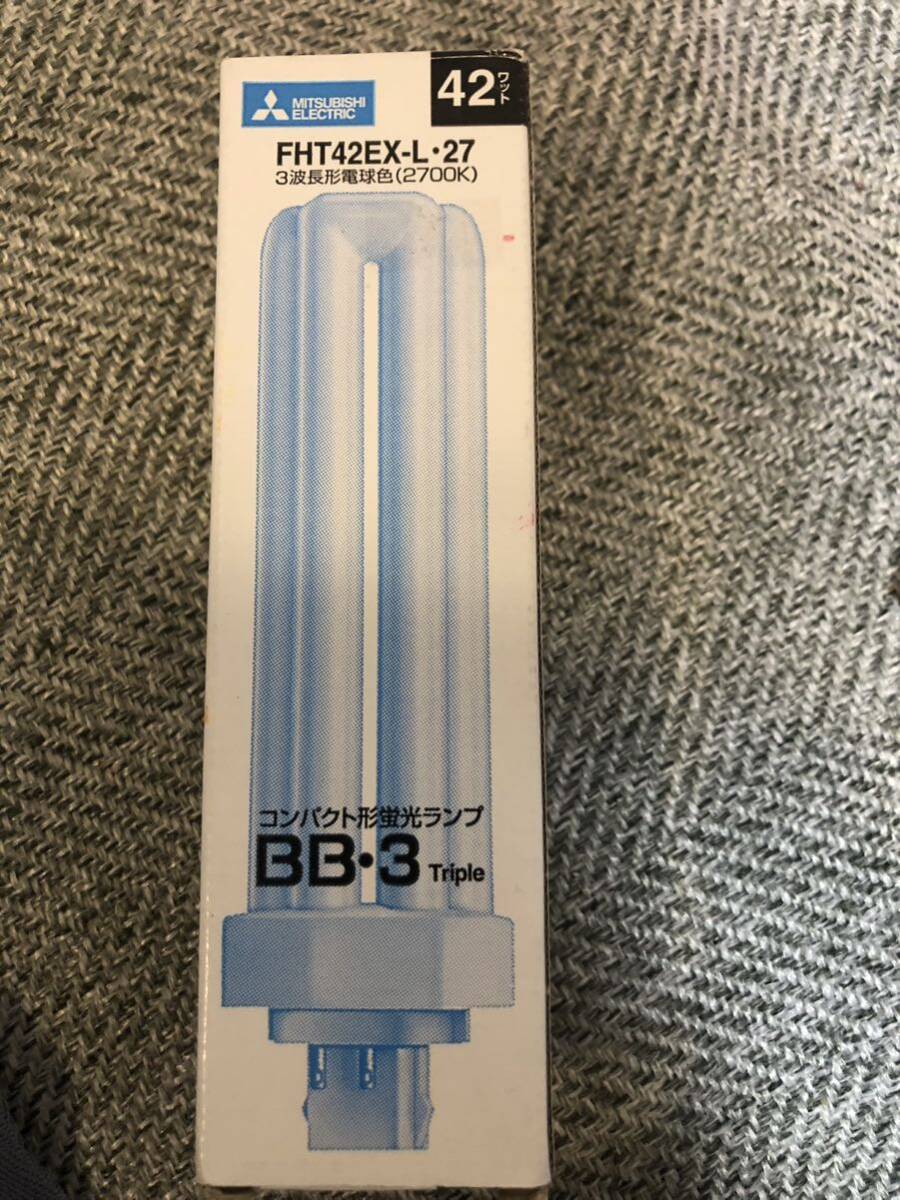 MITSUBISHI
ELECTRIC
42ワット
FHT42EX-L・27
3波長形電球色(2700K)
コンパクト形蛍光ランプ
BB・3 Triple